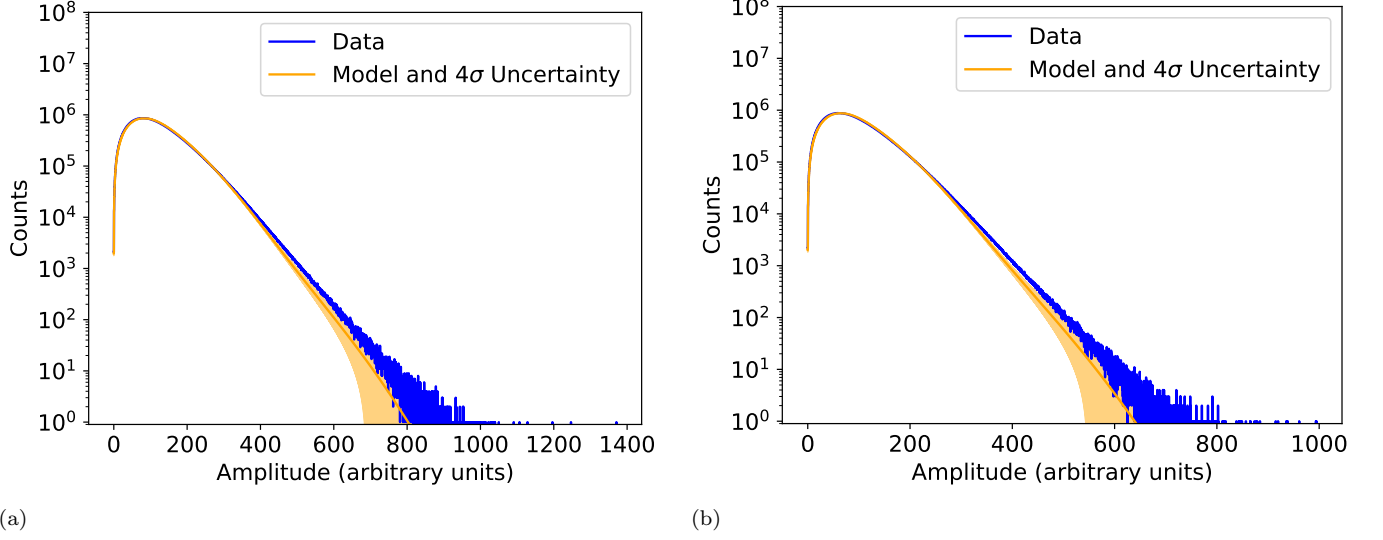 10^8
10^7
10^6
10^5
10^4
10^3
10^2
10^1
10^0
Counts
Data
Model and 4σ Uncertainty
0 200 400 600 800 1000 1200 1400
Amplitude (arbitrary units)
(a)
10^8
10^7
10^6
10^5
10^4
10^3
10^2
10^1
10^0
Counts
Data
Model and 4σ Uncertainty
0 200 400 600 800 1000
Amplitude (arbitrary units)
(b)